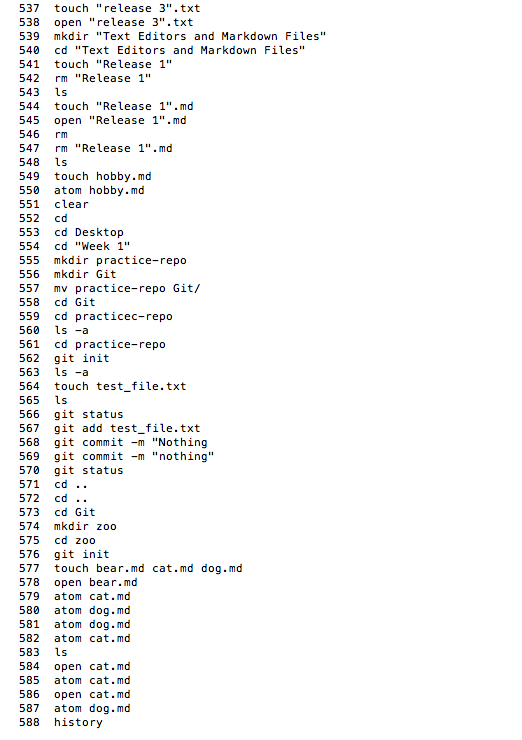 537 touch "release 3".txt
538 open "release 3".txt
539 mkdir "Text Editors and Markdown Files"
540 cd "Text Editors and Markdown Files"
541 touch "Release 1"
542 rm "Release 1"
543 ls
544 touch "Release 1".md
545 open "Release 1".md
546 rm
547 rm "Release 1".md
548 ls
549 touch hobby.md
550 atom hobby.md
551 clear
552 cd
553 cd Desktop
554 cd "Week 1"
555 mkdir practice-repo
556 mkdir Git
557 mv practice-repo Git/
558 cd Git
559 cd practicec-repo
560 ls -a
561 cd practice-repo
562 git init
563 ls -a
564 touch test_file.txt
565 ls
566 git status
567 git add test_file.txt
568 git commit -m "Nothing
569 git commit -m "nothing"
570 git status
571 cd ..
572 cd ..
573 cd Git
574 mkdir zoo
575 cd zoo
576 git init
577 touch bear.md cat.md dog.md
578 open bear.md
579 atom cat.md
580 atom dog.md
581 atom dog.md
582 atom cat.md
583 ls
584 open cat.md
585 atom cat.md
586 open cat.md
587 atom dog.md
588 history